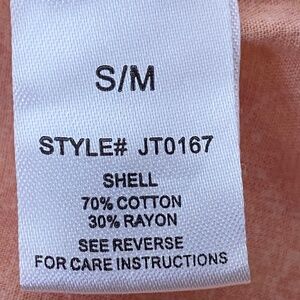 S/M
STYLE# JT0167
SHELL
70% COTTON
30% RAYON
SEE REVERSE
FOR CARE INSTRUCTIONS